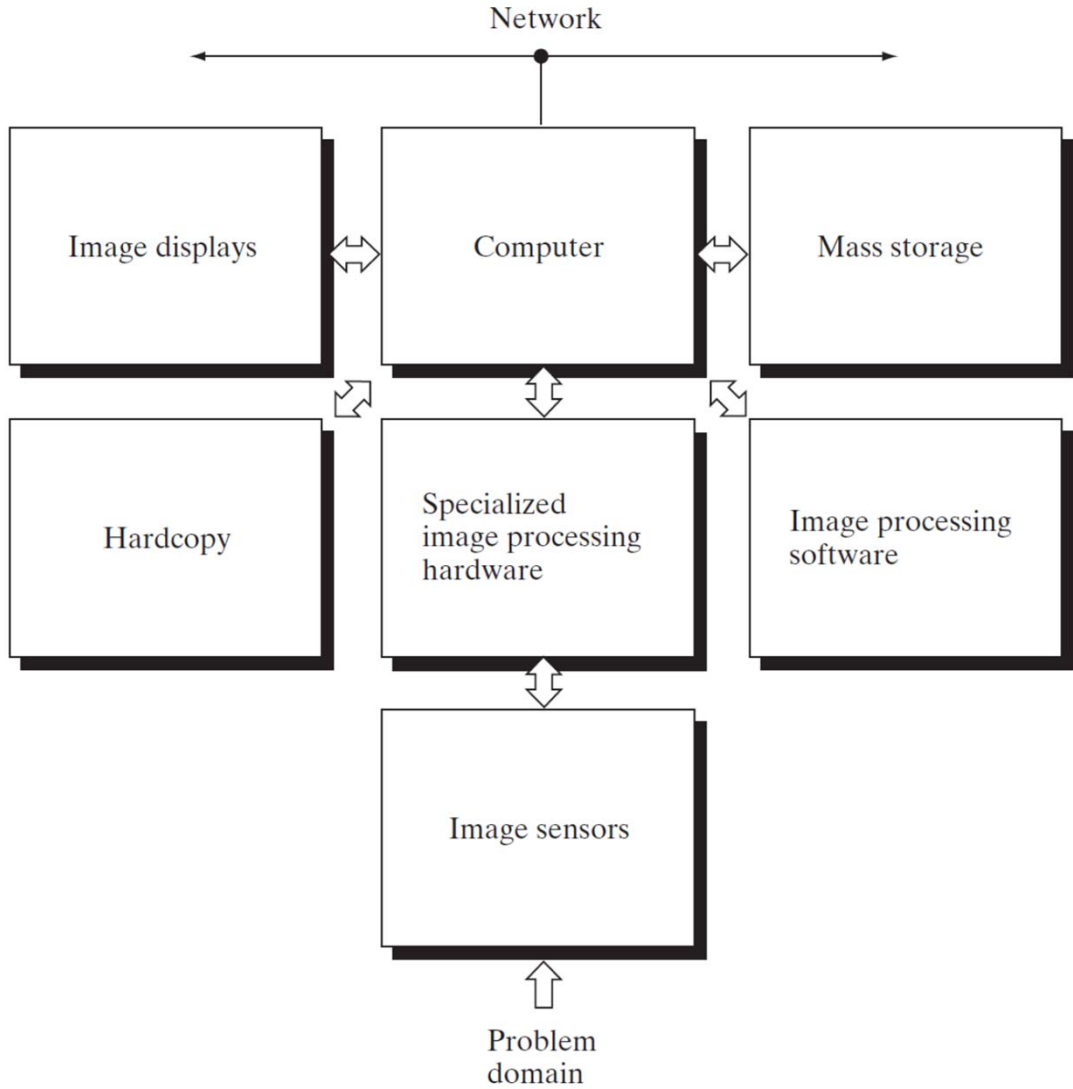 Network
Image displays
Computer
Mass storage
Hardcopy
Specialized
image processing
hardware
Image processing
software
Image sensors
Problem
domain